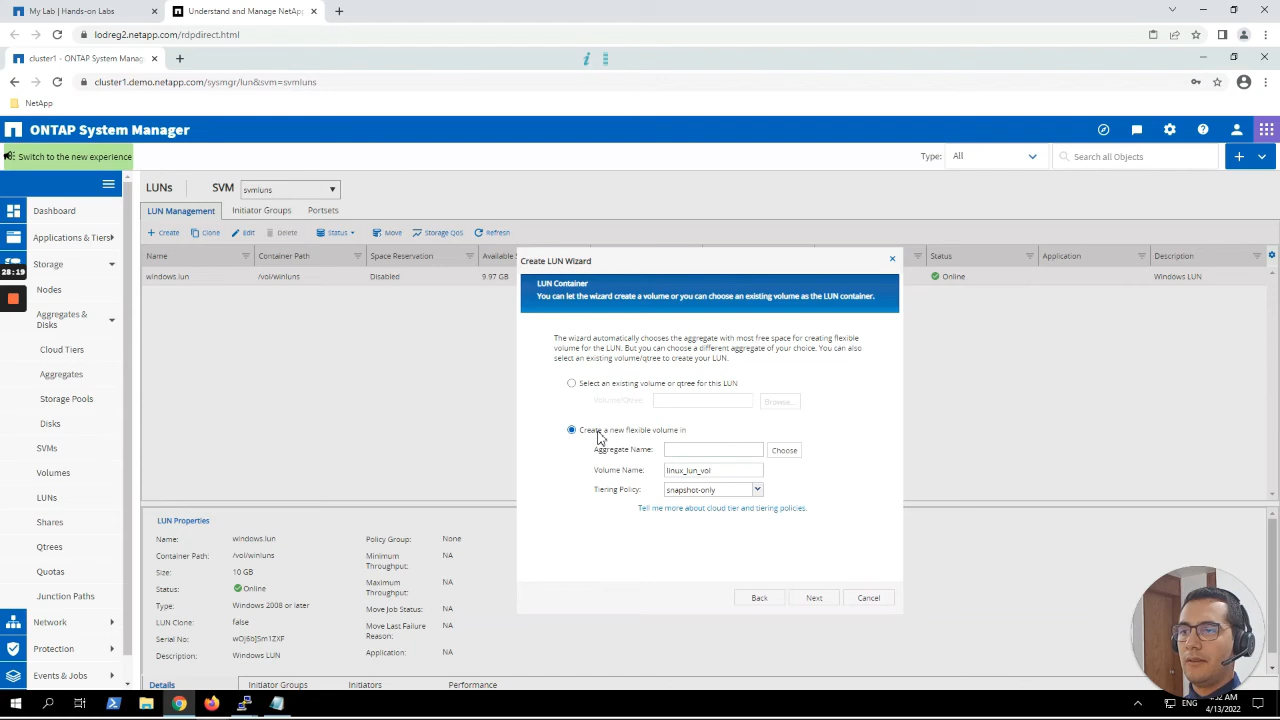 My Lab | Hands-on Labs
Understand and Manage NetAp
lodreg2.netapp.com/rdpdirect.html
cluster1 - ONTAP System Manag
cluster1.demo.netapp.com/sysmgr/lun&svm=svmluns
NetApp
ONTAP System Manager
Switch to the new experience
Type: All
Search all Objects
LUNs
SVM svmluns
Dashboard
Applications & Tiers
Storage
28:19
Nodes
Aggregates &
Disks
Cloud Tiers
Aggregates
Storage Pools
Disks
SVMs
Volumes
LUNs
Shares
Qtrees
Quotas
Junction Paths
Network
Protection
Events & Jobs
LUN Management Initiator Groups Portsets
Create Clone Edit Delete Status Move Storage QoS Refresh
Name Container Path Space Reservation Available Status Application Description
windows.lun /vol/winluns Disabled 9.97 GB Online Windows LUN
Create LUN Wizard
LUN Container
You can let the wizard create a volume or you can choose an existing volume as the LUN container.
The wizard automatically chooses the aggregate with most free space for creating flexible
volume for the LUN. But you can choose a different aggregate of your choice. You can also
select an existing volume/qtree to create your LUN.
Select an existing volume or qtree for this LUN
Volume/Qtree: Browse...
Create a new flexible volume in
Aggregate Name: Choose
Volume Name: linux_lun_vol
Tiering Policy: snapshot-only
Tell me more about cloud tier and tiering policies.
Back Next Cancel
LUN Properties
Name: windows.lun
Container Path: /vol/winluns
Size: 10 GB
Status: Online
Type: Windows 2008 or later
LUN Clone: false
Serial No: wOj6b]Sm1ZXF
Description: Windows LUN
Policy Group: None
Minimum
Throughput: NA
Maximum
Throughput: NA
Move Job Status: NA
Move Last Failure
Reason: NA
Application: NA
Details Initiator Groups Initiators Performance
ENG
4/13/2022